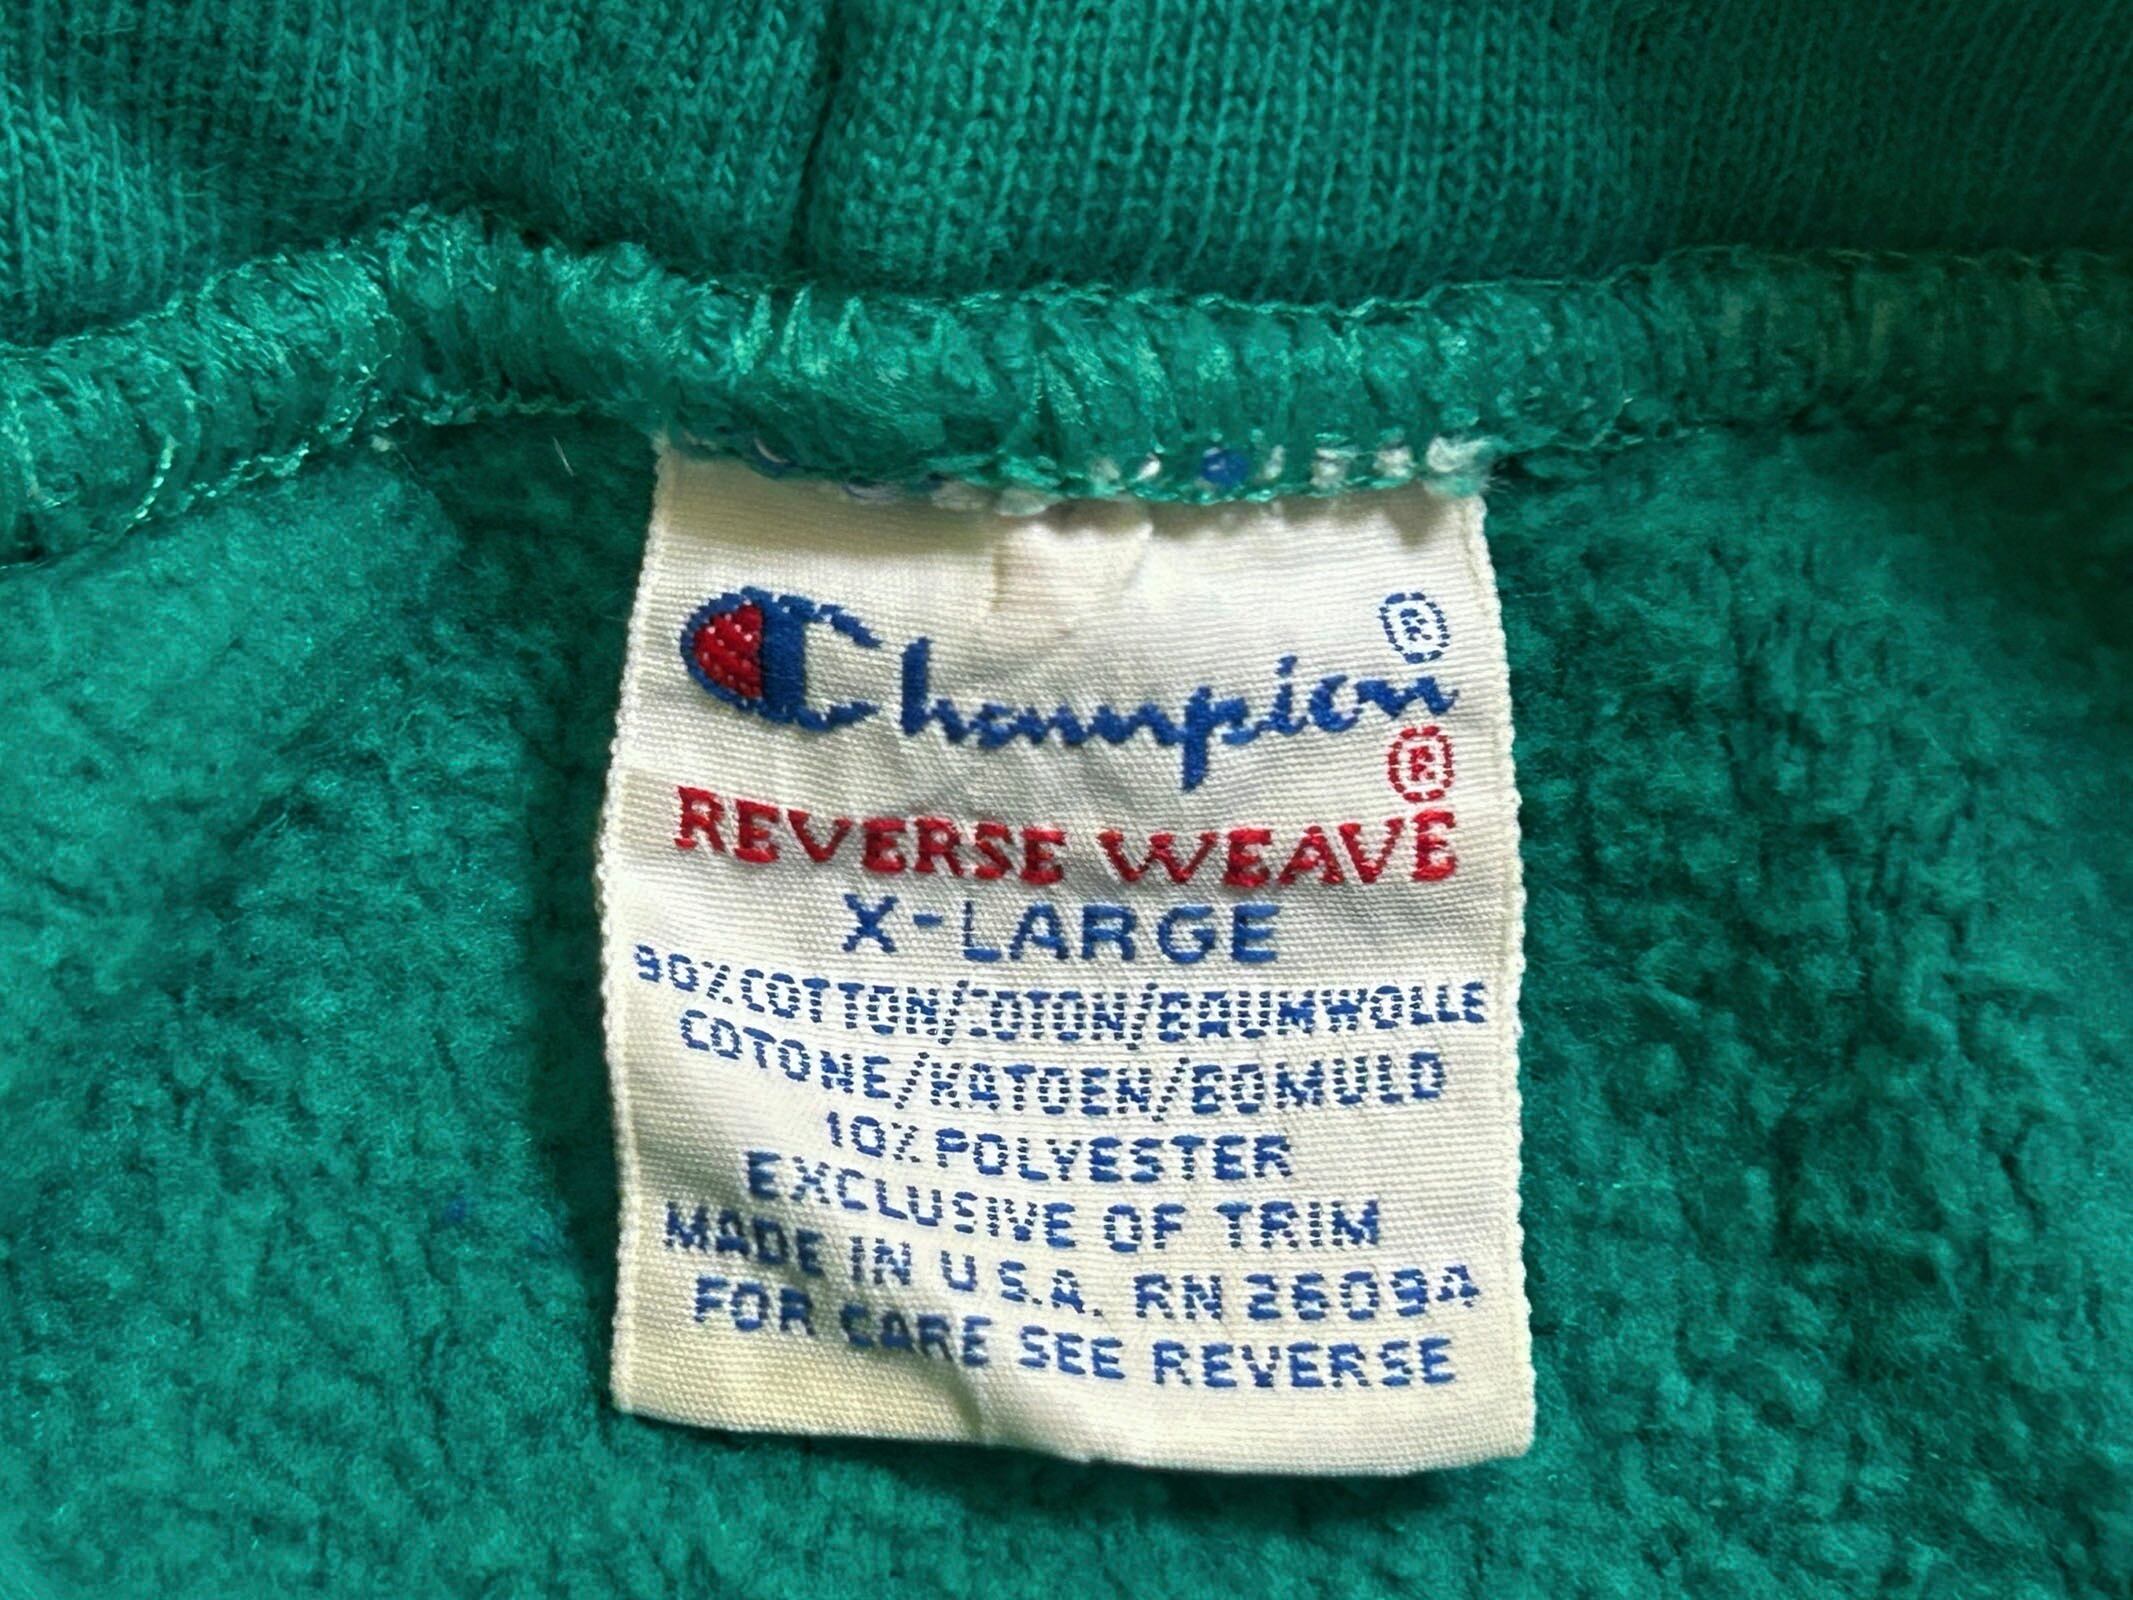 Champion ®
®
REVERSE WEAVE
X-LARGE
90% COTTON/COTON/BAUMWOLLE
COTONE/KATOEN/BOMULD
10% POLYESTER
EXCLUSIVE OF TRIM
MADE IN U.S.A. RN 26094
FOR CARE SEE REVERSE